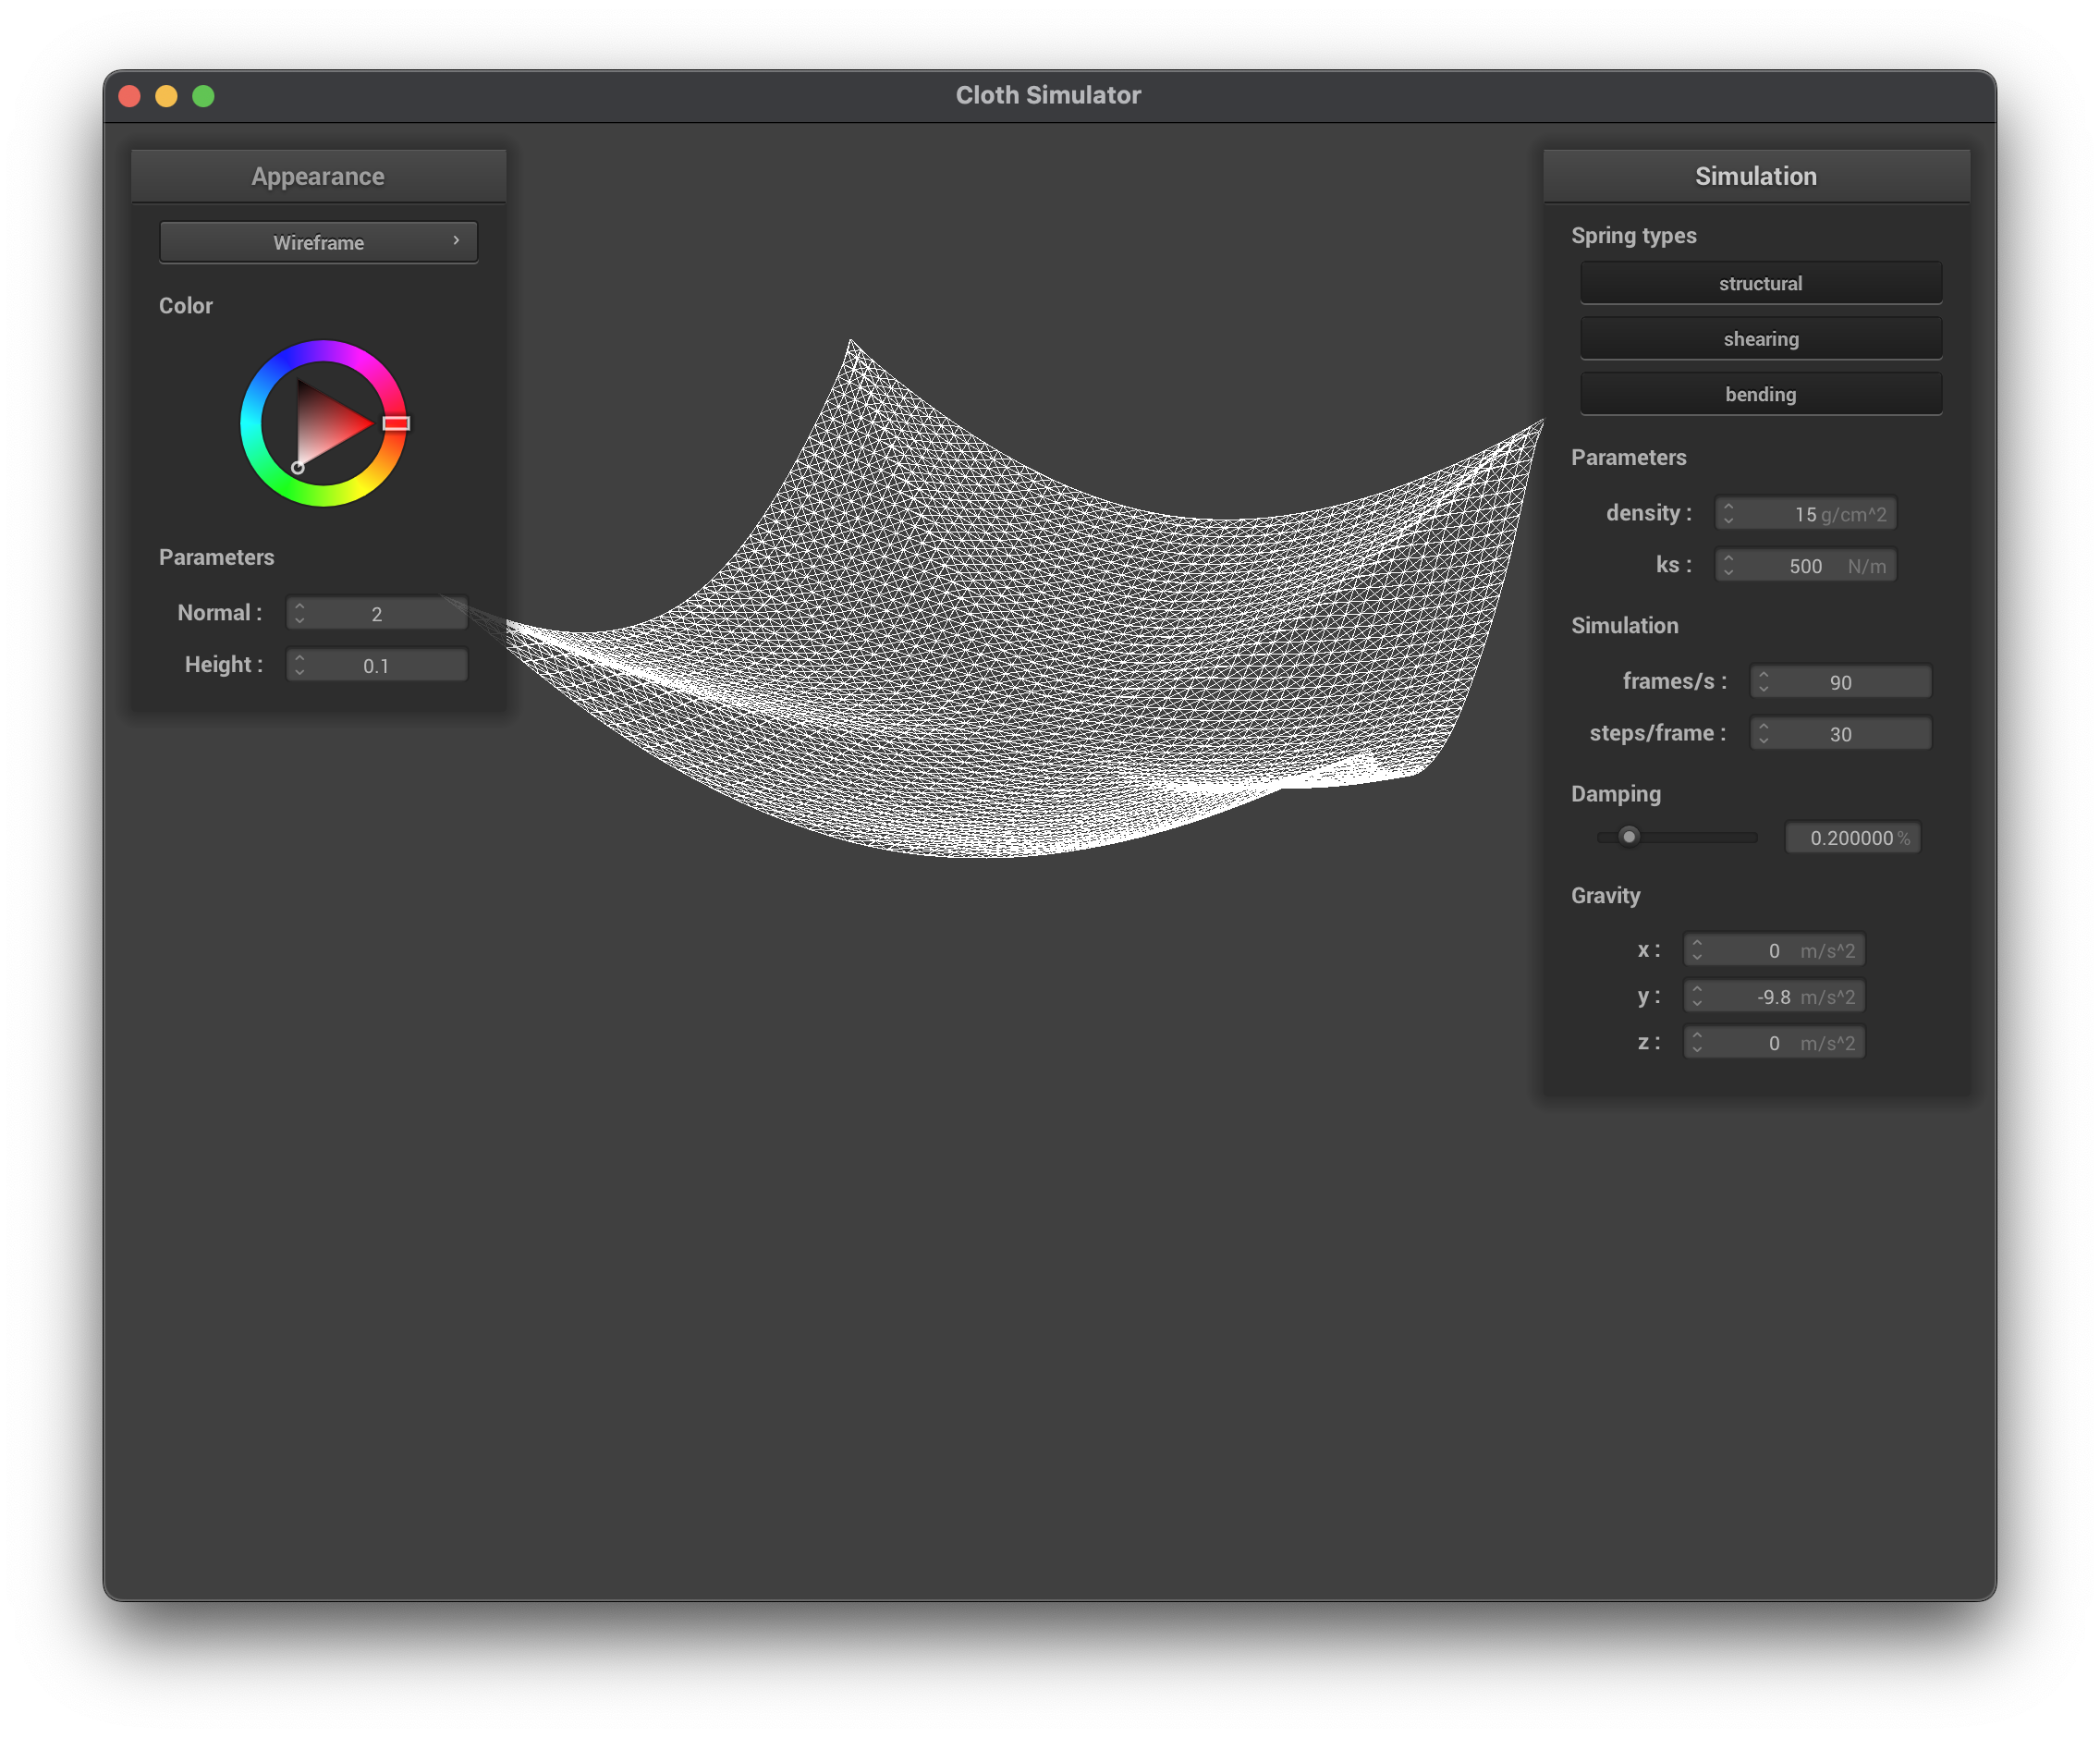 Cloth Simulator
Appearance
Wireframe
Color
Parameters
Normal : 2
Height : 0.1
Simulation
Spring types
structural
shearing
bending
Parameters
density : 15 g/cm^2
ks : 500 N/m
Simulation
frames/s : 90
steps/frame : 30
Damping
0.200000 %
Gravity
x : 0 m/s^2
y : -9.8 m/s^2
z : 0 m/s^2